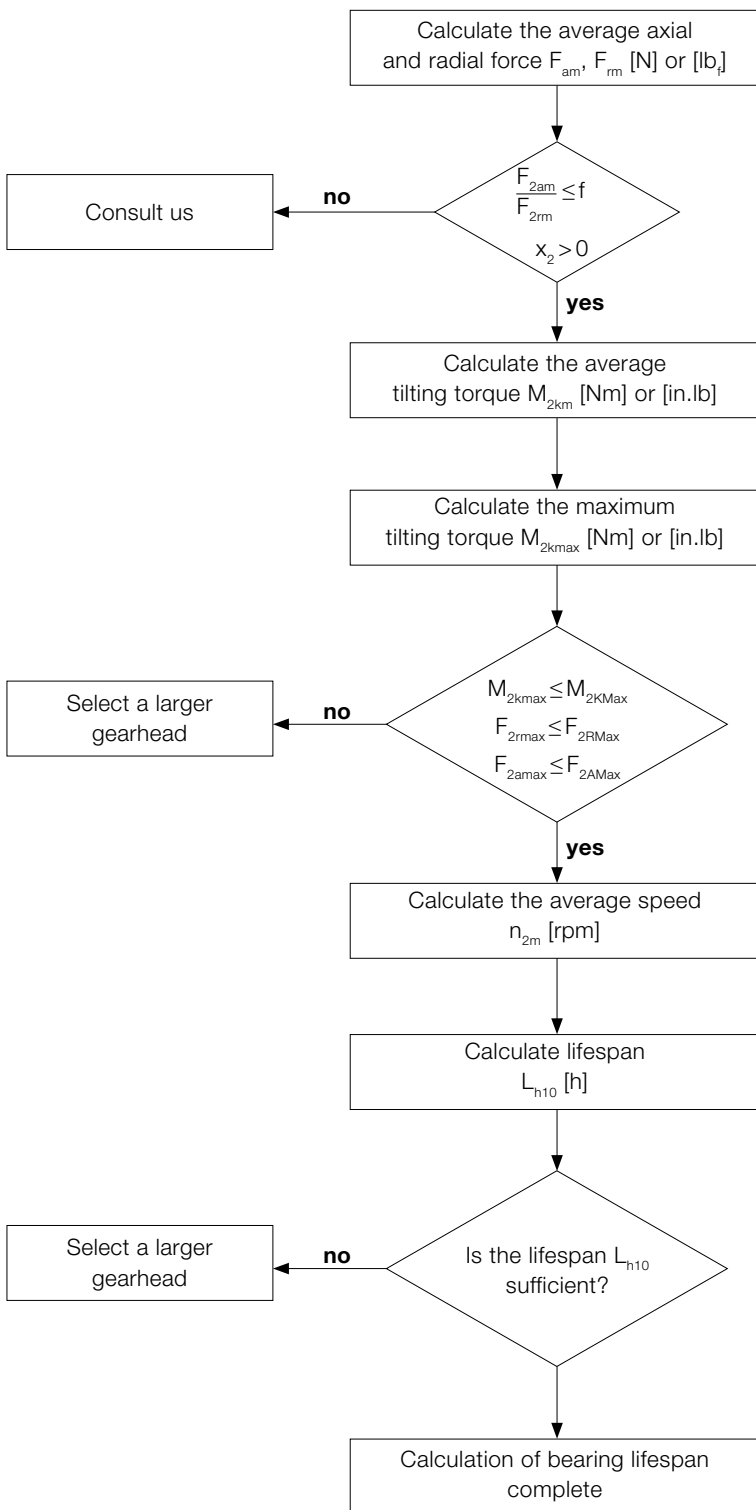 Calculate the average axial
and radial force F_am, F_rm [N] or [lb_f]
F_2am
F_2rm
≤ f
x_2 > 0
no
Consult us
yes
Calculate the average
tilting torque M_2km [Nm] or [in.lb]
Calculate the maximum
tilting torque M_2kmax [Nm] or [in.lb]
M_2kmax ≤ M_2KMax
F_2rmax ≤ F_2RMax
F_2amax ≤ F_2AMax
no
Select a larger
gearhead
yes
Calculate the average speed
n_2m [rpm]
Calculate lifespan
L_h10 [h]
Is the lifespan L_h10
sufficient?
no
Select a larger
gearhead
Calculation of bearing lifespan
complete